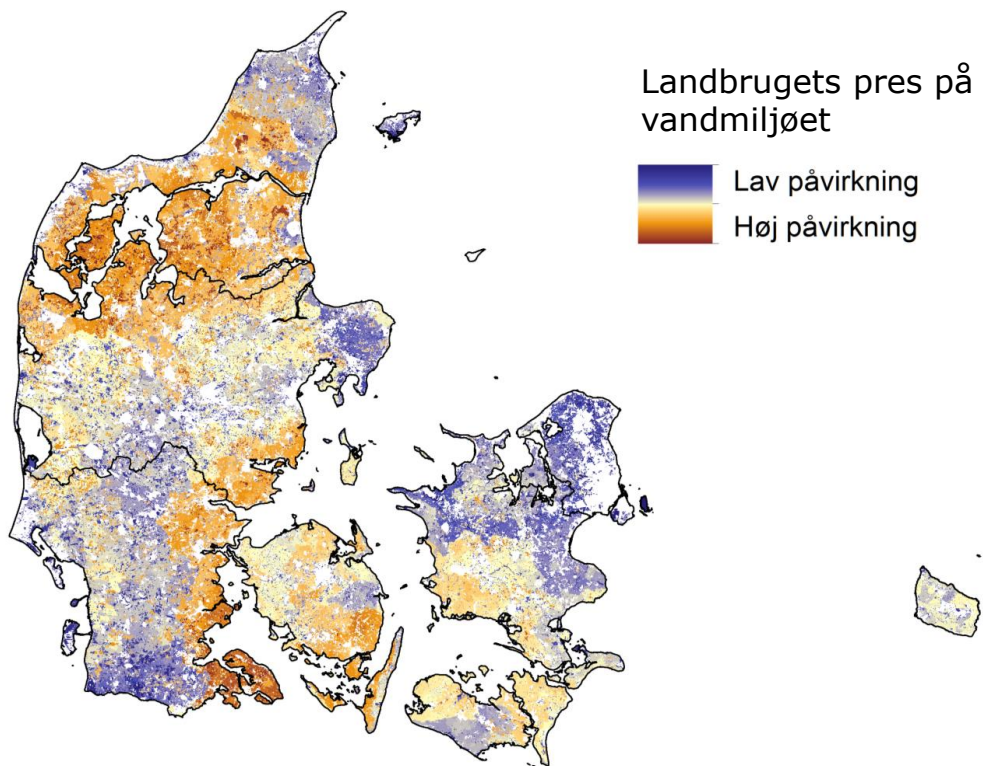 Landbrugets pres på
vandmiljøet
Lav påvirkning
Høj påvirkning